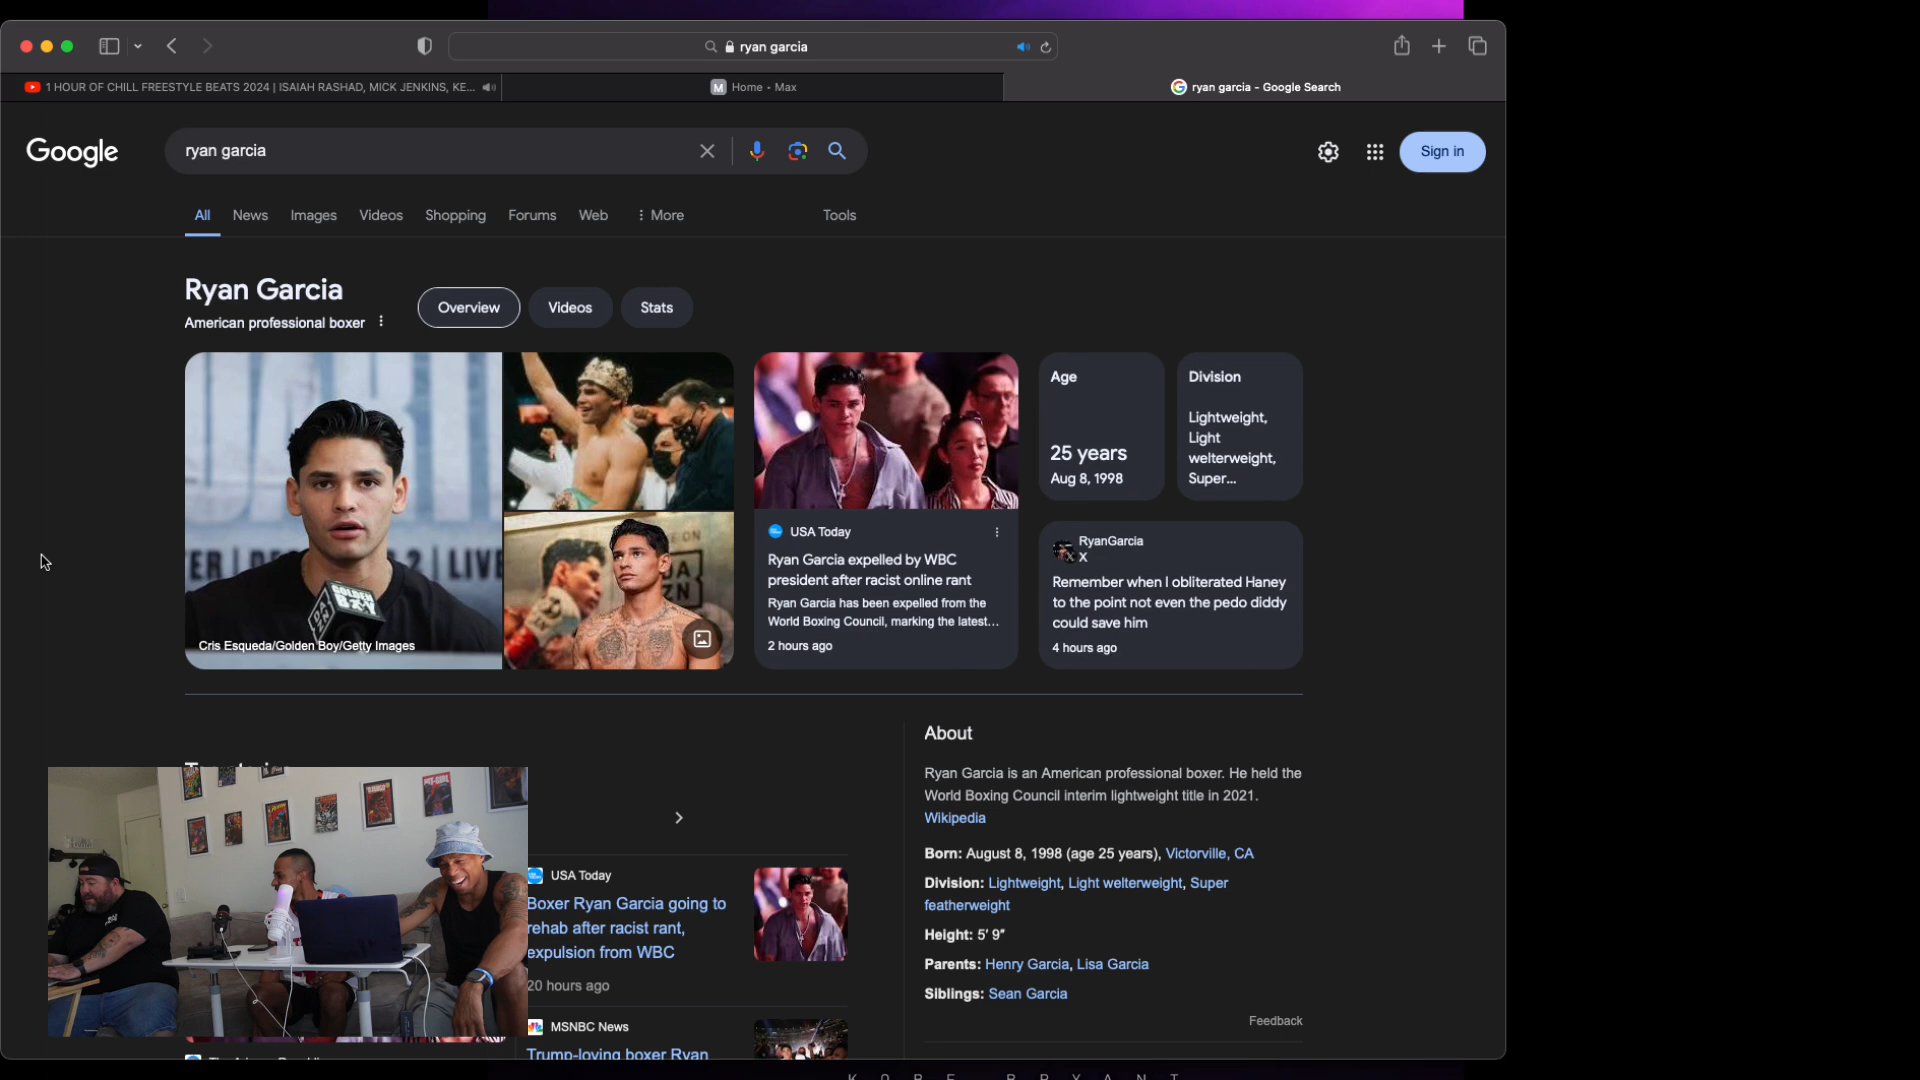 ryan garcia
1 HOUR OF CHILL FREESTYLE BEATS 2024 | ISAIAH RASHAD, MICK JENKINS, KE...
Home - Max
ryan garcia - Google Search
Google
ryan garcia
Sign in
All
News
Images
Videos
Shopping
Forums
Web
More
Tools
Ryan Garcia
American professional boxer
Overview
Videos
Stats
Cris Esqueda/Golden Boy/Getty Images
USA Today
Ryan Garcia expelled by WBC
president after racist online rant
Ryan Garcia has been expelled from the
World Boxing Council, marking the latest...
2 hours ago
Age
25 years
Aug 8, 1998
Division
Lightweight,
Light
welterweight,
Super...
RyanGarcia
X
Remember when I obliterated Haney
to the point not even the pedo diddy
could save him
4 hours ago
USA Today
Boxer Ryan Garcia going to
rehab after racist rant,
expulsion from WBC
20 hours ago
MSNBC News
Trump-loving boxer Ryan
About
Ryan Garcia is an American professional boxer. He held the
World Boxing Council interim lightweight title in 2021.
Wikipedia
Born: August 8, 1998 (age 25 years), Victorville, CA
Division: Lightweight, Light welterweight, Super
featherweight
Height: 5′ 9″
Parents: Henry Garcia, Lisa Garcia
Siblings: Sean Garcia
Feedback
KOBE BRYANT